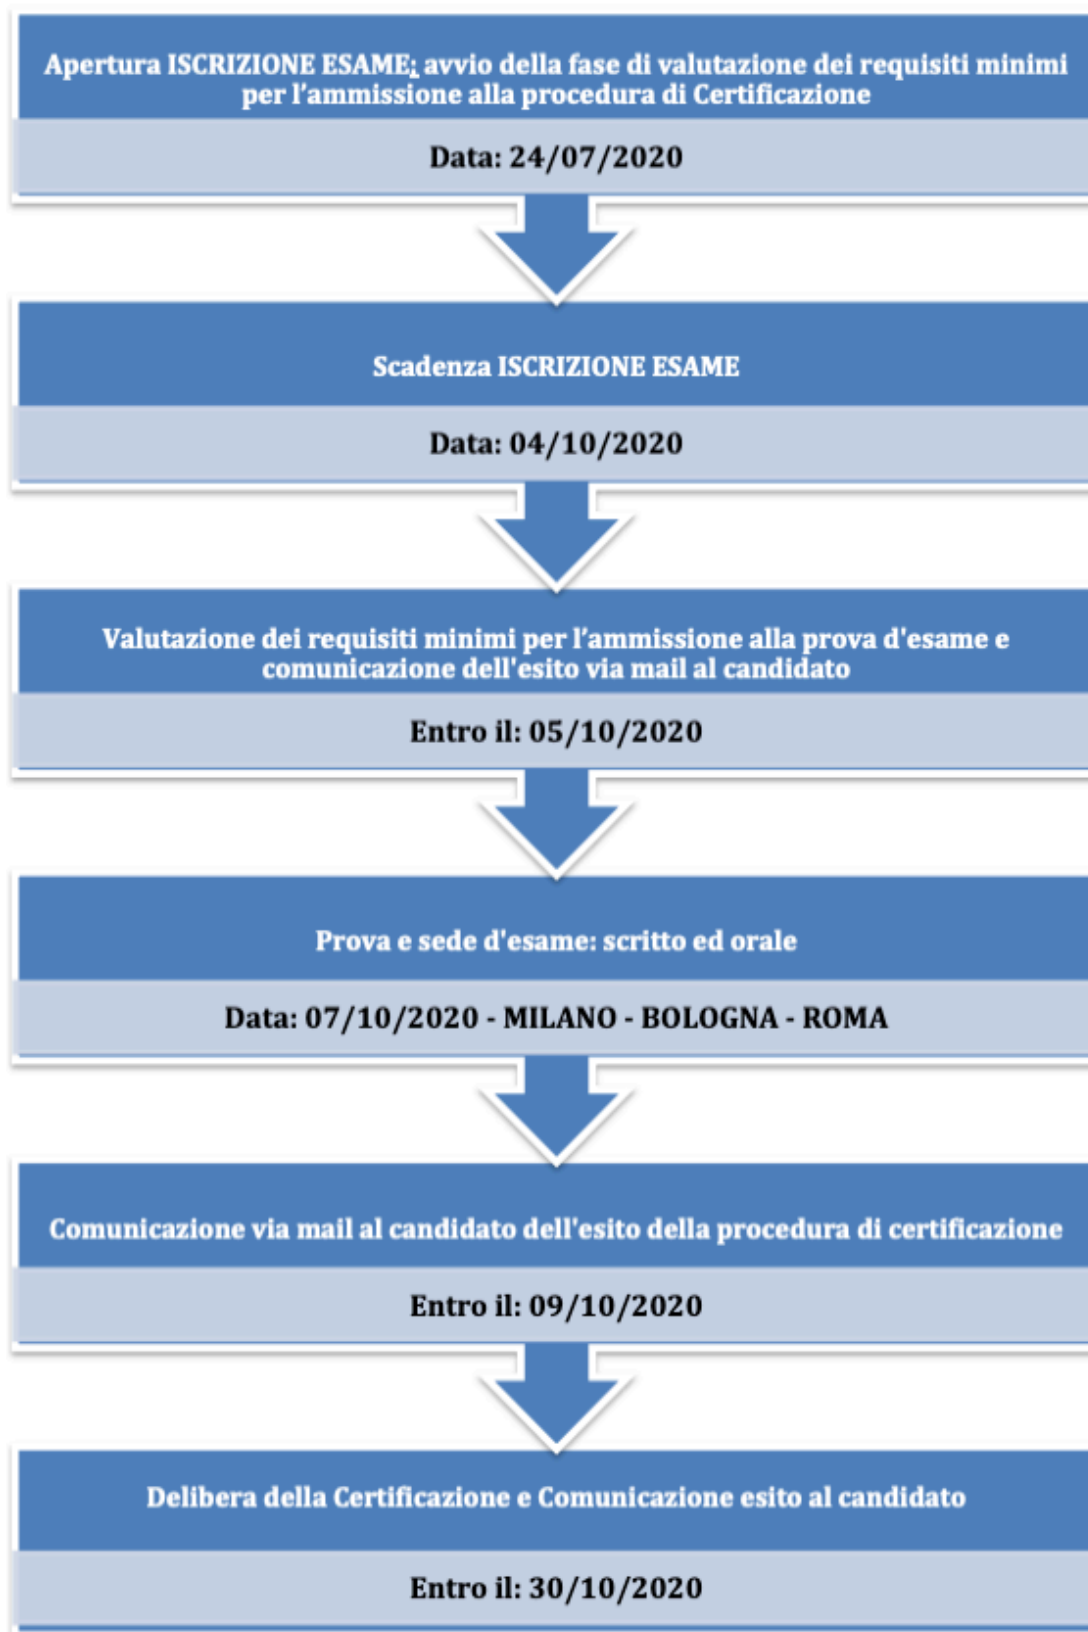 Apertura ISCRIZIONE ESAME; avvio della fase di valutazione dei requisiti minimi
per l’ammissione alla procedura di Certificazione
Data: 24/07/2020
Scadenza ISCRIZIONE ESAME
Data: 04/10/2020
Valutazione dei requisiti minimi per l’ammissione alla prova d'esame e
comunicazione dell'esito via mail al candidato
Entro il: 05/10/2020
Prova e sede d'esame: scritto ed orale
Data: 07/10/2020 - MILANO - BOLOGNA - ROMA
Comunicazione via mail al candidato dell'esito della procedura di certificazione
Entro il: 09/10/2020
Delibera della Certificazione e Comunicazione esito al candidato
Entro il: 30/10/2020